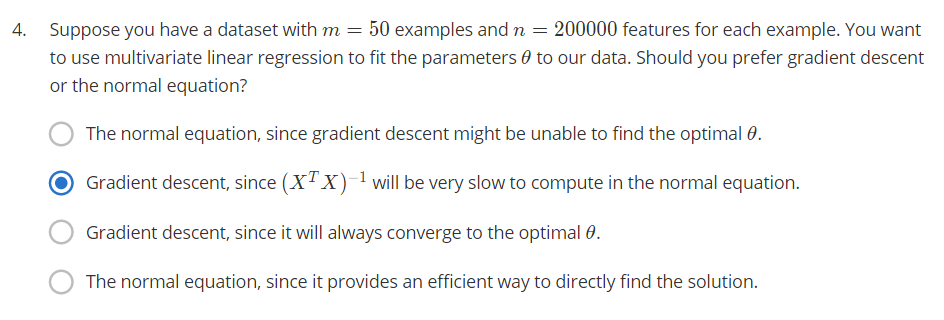 4. Suppose you have a dataset with m = 50 examples and n = 200000 features for each example. You want
to use multivariate linear regression to fit the parameters θ to our data. Should you prefer gradient descent
or the normal equation?
The normal equation, since gradient descent might be unable to find the optimal θ.
Gradient descent, since (XᵀX)⁻¹ will be very slow to compute in the normal equation.
Gradient descent, since it will always converge to the optimal θ.
The normal equation, since it provides an efficient way to directly find the solution.